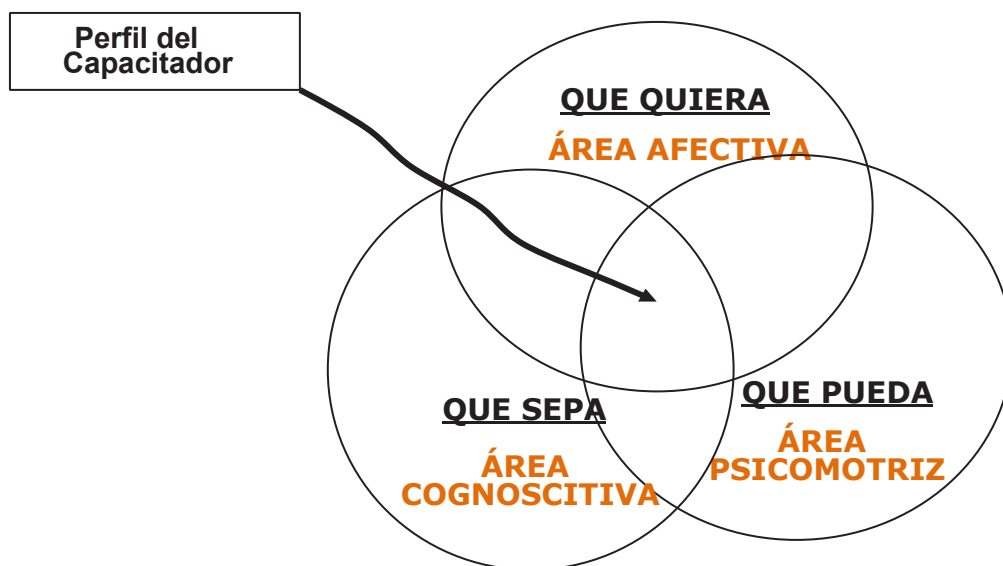 Perfil del
Capacitador
QUE QUIERA
ÁREA AFECTIVA
QUE SEPA
ÁREA
COGNOSCITIVA
QUE PUEDA
ÁREA
PSICOMOTRIZ